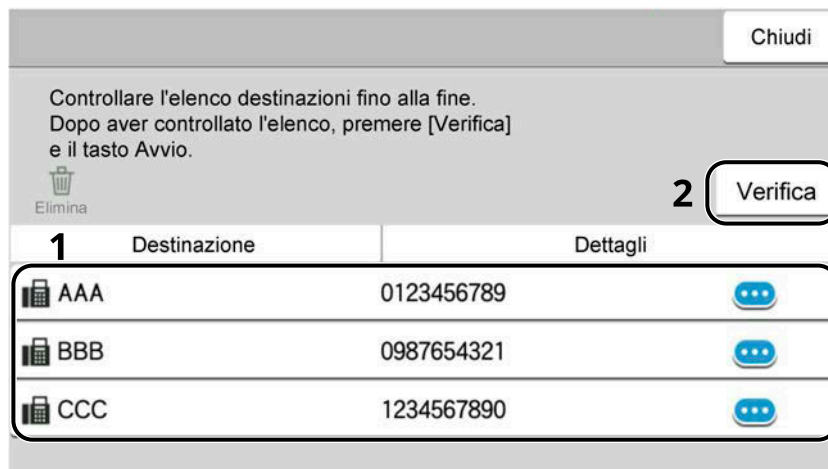 Chiudi
Controllare l'elenco destinazioni fino alla fine.
Dopo aver controllato l'elenco, premere [Verifica]
e il tasto Avvio.
Elimina
2 Verifica
1 Destinazione Dettagli
AAA 0123456789
BBB 0987654321
CCC 1234567890